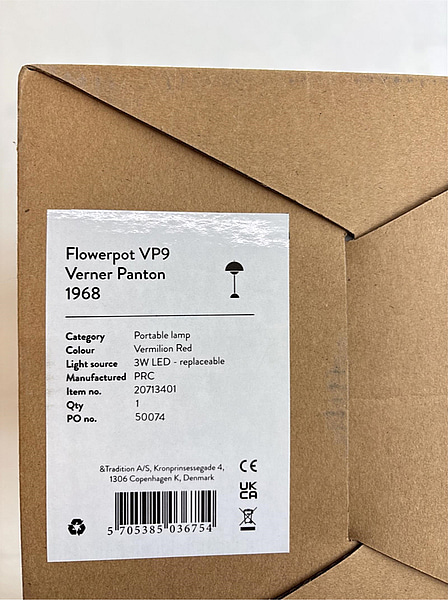 Flowerpot VP9
Verner Panton
1968
Category Portable lamp
Colour Vermilion Red
Light source 3W LED - replaceable
Manufactured PRC
Item no. 20713401
Qty 1
PO no. 50074
&Tradition A/S, Kronprinsessegade 4,
1306 Copenhagen K, Denmark
CE
UK
CA
5 705385 036754